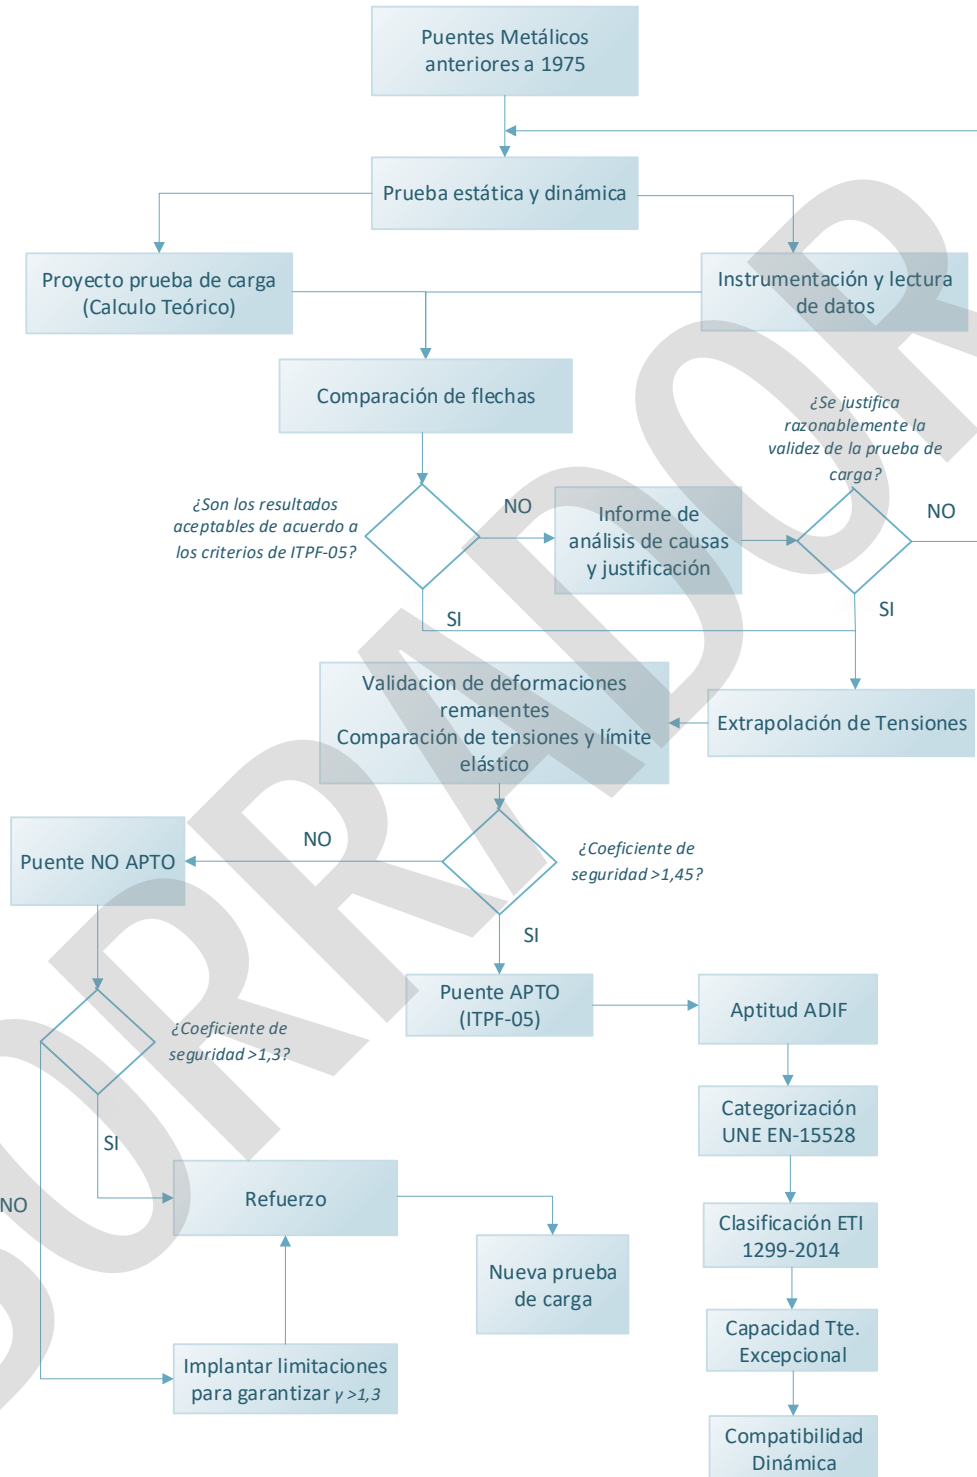 Puentes Metálicos
anteriores a 1975
Prueba estática y dinámica
Proyecto prueba de carga
(Calculo Teórico)
Instrumentación y lectura
de datos
Comparación de flechas
¿Se justifica
razonablemente la
validez de la prueba de
carga?
¿Son los resultados
aceptables de acuerdo a
los criterios de ITPF-05?
NO
Informe de
análisis de causas
y justificación
NO
SI
SI
Validacion de deformaciones
remanentes
Comparación de tensiones y límite
elástico
Extrapolación de Tensiones
Puente NO APTO
NO
¿Coeficiente de
seguridad >1,45?
SI
Puente APTO
(ITPF-05)
Aptitud ADIF
¿Coeficiente de
seguridad >1,3?
Categorización
UNE EN-15528
SI
NO
Refuerzo
Clasificación ETI
1299-2014
Nueva prueba
de carga
Capacidad Tte.
Excepcional
Implantar limitaciones
para garantizar γ >1,3
Compatibilidad
Dinámica
BORRADOR